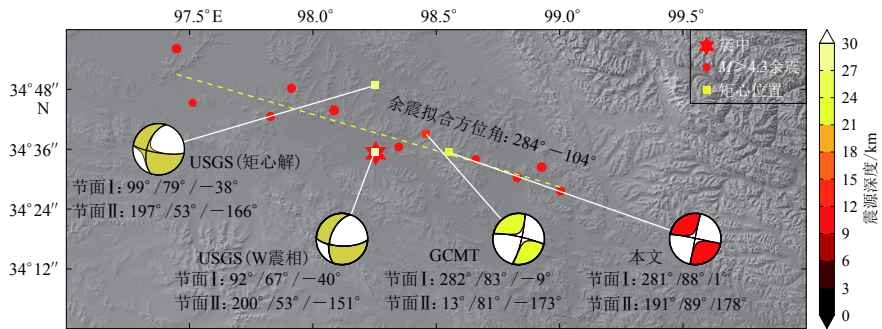 97.5°E 98.0° 98.5° 99.0° 99.5°
34°48″
N
34°36″
34°24″
34°12″
震中
M>4.3余震
矩心位置
余震拟合方位角: 284°－104°
USGS(矩心解)
节面Ⅰ: 99°/79°/－38°
节面Ⅱ: 197°/53°/－166°
USGS(W震相)
节面Ⅰ: 92°/67°/－40°
节面Ⅱ: 200°/53°/－151°
GCMT
节面Ⅰ: 282°/83°/－9°
节面Ⅱ: 13°/81°/－173°
本文
节面Ⅰ: 281°/88°/1°
节面Ⅱ: 191°/89°/178°
30
27
24
21
18
15
12
9
6
3
0
震源深度/km